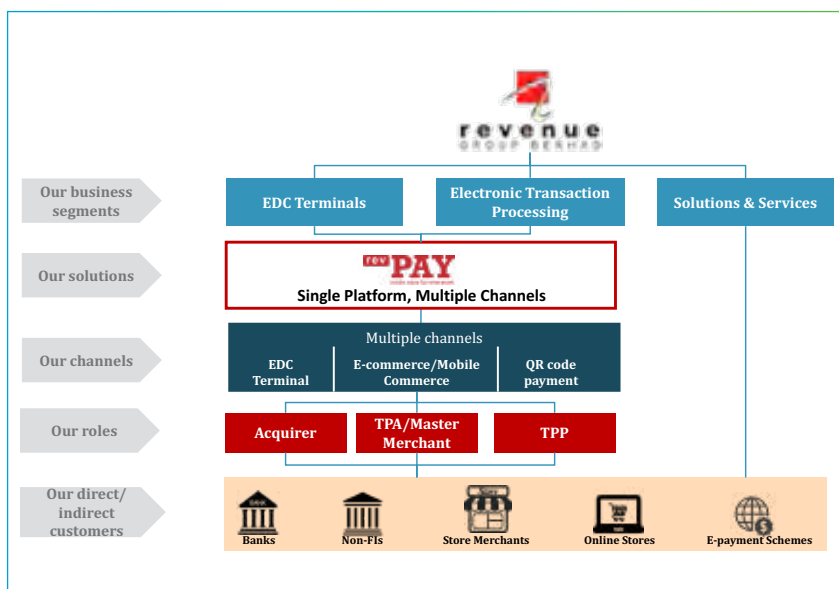 revenue
GROUP BERHAD
Our business
segments
EDC Terminals
Electronic Transaction
Processing
Solutions & Services
Our solutions
rev PAY
Single Platform, Multiple Channels
Our channels
Multiple channels
EDC
Terminal
E-commerce/Mobile
Commerce
QR code
payment
Our roles
Acquirer
TPA/Master
Merchant
TPP
Our direct/
indirect
customers
BANK
Banks
Non-FIs
Store Merchants
Online Stores
E-payment Schemes